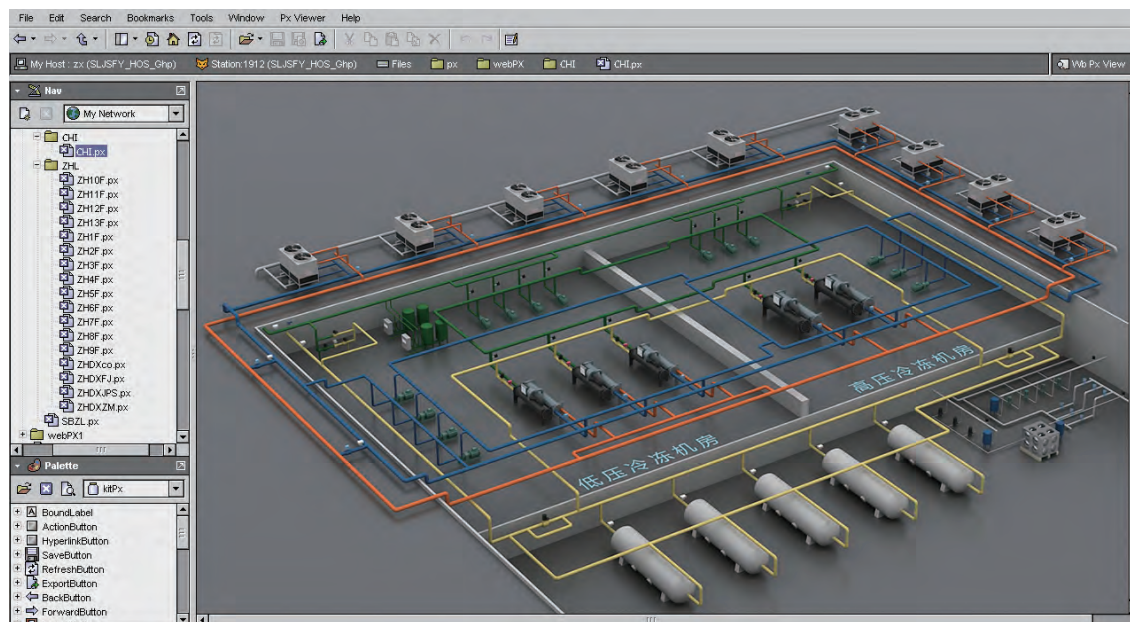 File Edit Search Bookmarks Tools Window Px Viewer Help
My Host : zx (SLJSFY_HOS_Ghp) Station:1912 (SLJSFY_HOS_Ghp) Files px webPX CHI CHI.px Wb Px View
Nav
My Network
CHI
CHI.px
ZHL
ZH10F.px
ZH11F.px
ZH12F.px
ZH13F.px
ZH1F.px
ZH2F.px
ZH3F.px
ZH4F.px
ZH5F.px
ZH6F.px
ZH7F.px
ZH8F.px
ZH9F.px
ZHDXco.px
ZHDXFJ.px
ZHDXJPS.px
ZHDXZM.px
SBZL.px
webPX1
Palette
kitPx
BoundLabel
ActionButton
HyperlinkButton
SaveButton
RefreshButton
ExportButton
BackButton
ForwardButton
高压冷冻机房
低压冷冻机房